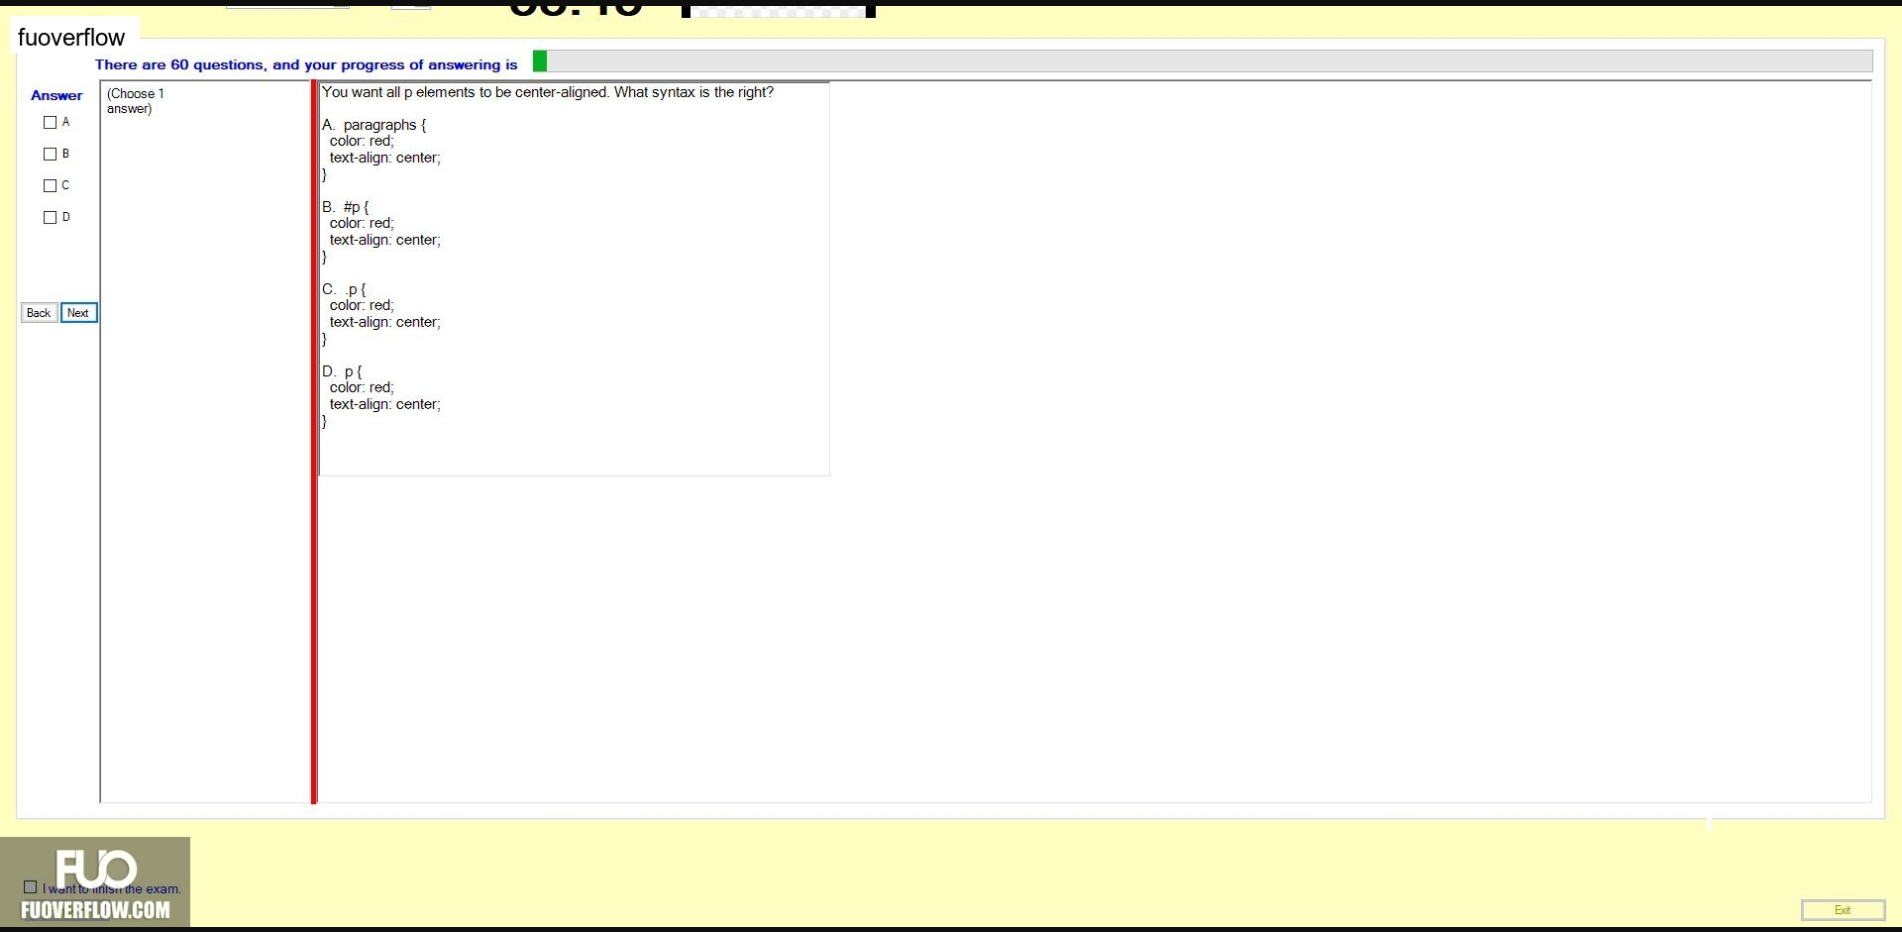 fuoverflow
There are 60 questions, and your progress of answering is
Answer
A
B
C
D
Back Next
(Choose 1
answer)
You want all p elements to be center-aligned. What syntax is the right?
A. paragraphs {
color: red;
text-align: center;
}
B. #p {
color: red;
text-align: center;
}
C. .p {
color: red;
text-align: center;
}
D. p {
color: red;
text-align: center;
}
FUO
I want to finish the exam.
FUOVERFLOW.COM
Exit